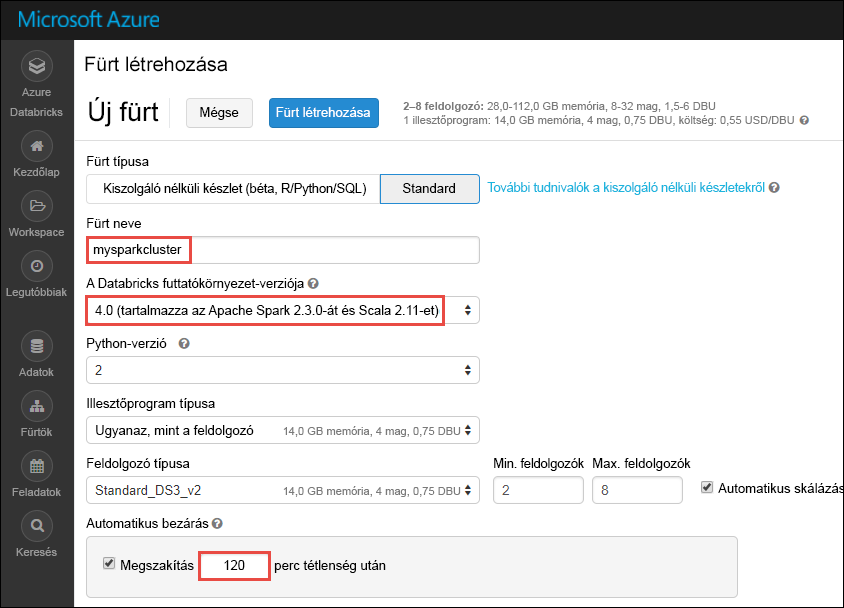 Microsoft Azure
Azure
Databricks
Kezdőlap
Workspace
Legutóbbiak
Adatok
Fürtök
Feladatok
Keresés
Fürt létrehozása
Új fürt
Mégse
Fürt létrehozása
2–8 feldolgozó: 28,0-112,0 GB memória, 8-32 mag, 1,5-6 DBU
1 illesztőprogram: 14,0 GB memória, 4 mag, 0,75 DBU, költség: 0,55 USD/DBU ?
Fürt típusa
Kiszolgáló nélküli készlet (béta, R/Python/SQL) Standard További tudnivalók a kiszolgáló nélküli készletekről ?
Fürt neve
mysparkcluster
A Databricks futtatókörnyezet-verziója ?
4.0 (tartalmazza az Apache Spark 2.3.0-át és Scala 2.11-et)
Python-verzió ?
2
Illesztőprogram típusa
Ugyanaz, mint a feldolgozó 14,0 GB memória, 4 mag, 0,75 DBU
Feldolgozó típusa Min. feldolgozók Max. feldolgozók
Standard_DS3_v2 14,0 GB memória, 4 mag, 0,75 DBU 2 8 Automatikus skálázás
Automatikus bezárás ?
Megszakítás 120 perc tétlenség után